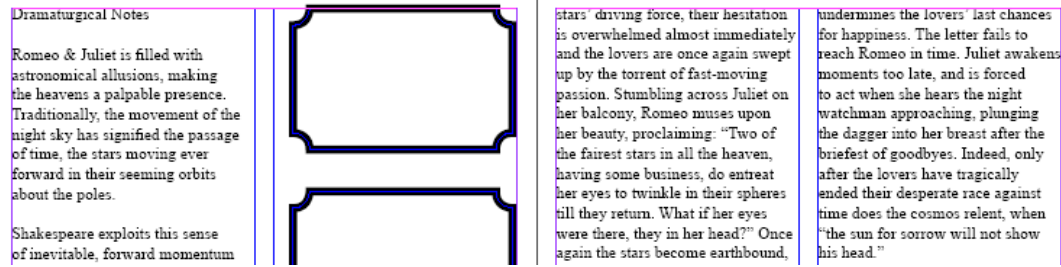 Dramaturgical Notes
Romeo & Juliet is filled with
astronomical allusions, making
the heavens a palpable presence.
Traditionally, the movement of the
night sky has signified the passage
of time, the stars moving ever
forward in their seeming orbits
about the poles.
Shakespeare exploits this sense
of inevitable, forward momentum
stars’ driving force, their hesitation
is overwhelmed almost immediately
and the lovers are once again swept
up by the torrent of fast-moving
passion. Stumbling across Juliet on
her balcony, Romeo muses upon
her beauty, proclaiming: “Two of
the fairest stars in all the heaven,
having some business, do entreat
her eyes to twinkle in their spheres
till they return. What if her eyes
were there, they in her head?” Once
again the stars become earthbound,
undermines the lovers’ last chances
for happiness. The letter fails to
reach Romeo in time. Juliet awakens
moments too late, and is forced
to act when she hears the night
watchman approaching, plunging
the dagger into her breast after the
briefest of goodbyes. Indeed, only
after the lovers have tragically
ended their desperate race against
time does the cosmos relent, when
“the sun for sorrow will not show
his head.”